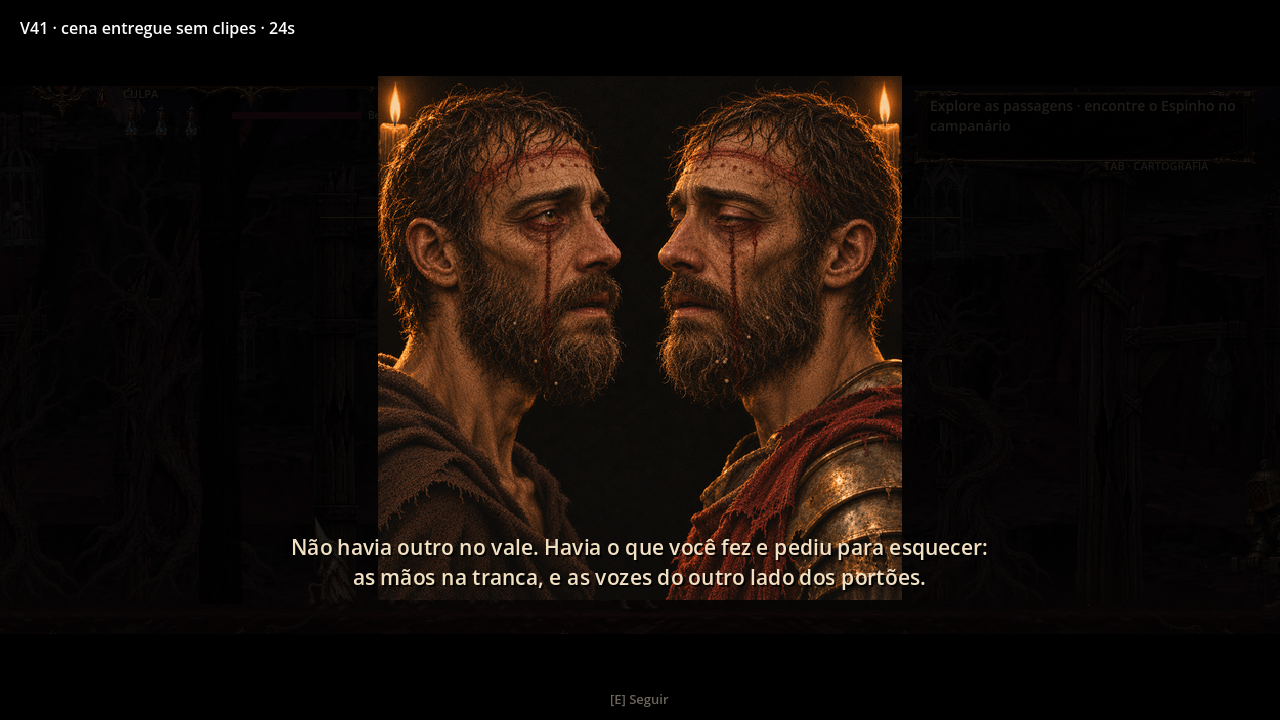 V41 · cena entregue sem clipes · 24s
CULPA
Explore as passagens · encontre o Espinho no
campanário
TAB · CARTOGRAFIA
Não havia outro no vale. Havia o que você fez e pediu para esquecer:
as mãos na tranca, e as vozes do outro lado dos portões.
[E] Seguir